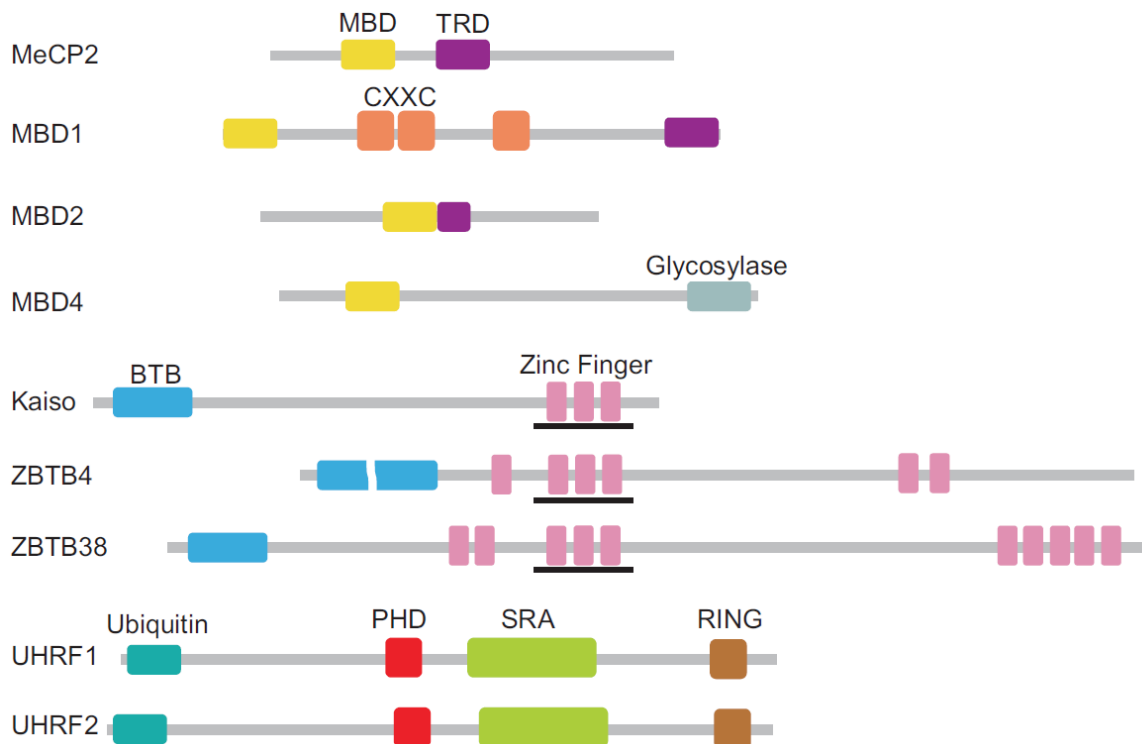 MBD TRD
MeCP2
CXXC
MBD1
MBD2
Glycosylase
MBD4
BTB Zinc Finger
Kaiso
ZBTB4
ZBTB38
Ubiquitin PHD SRA RING
UHRF1
UHRF2